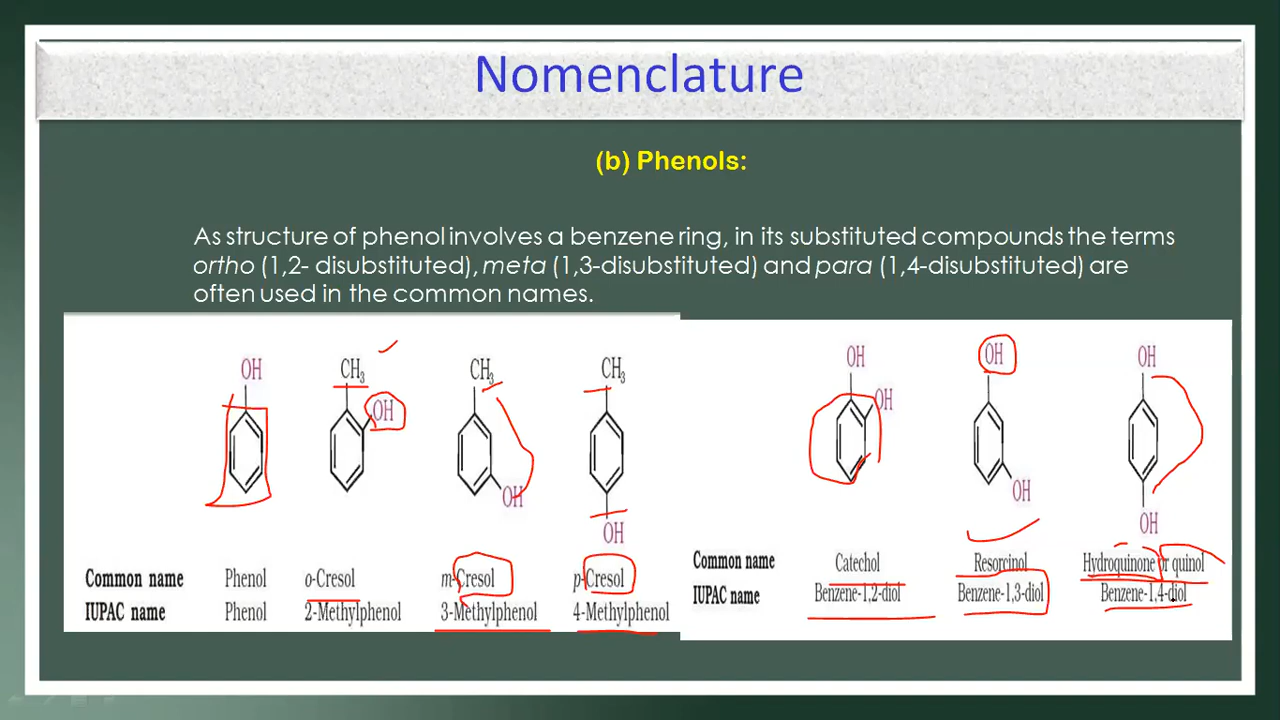 Nomenclature
(b) Phenols:
As structure of phenol involves a benzene ring, in its substituted compounds the terms
ortho (1,2- disubstituted), meta (1,3-disubstituted) and para (1,4-disubstituted) are
often used in the common names.
OH CH₃ CH₃ CH₃
OH
OH
OH
Common name Phenol o-Cresol m-Cresol p-Cresol
IUPAC name Phenol 2-Methylphenol 3-Methylphenol 4-Methylphenol
OH OH OH
OH
OH
OH
Common name Catechol Resorcinol Hydroquinone or quinol
IUPAC name Benzene-1,2-diol Benzene-1,3-diol Benzene-1,4-diol